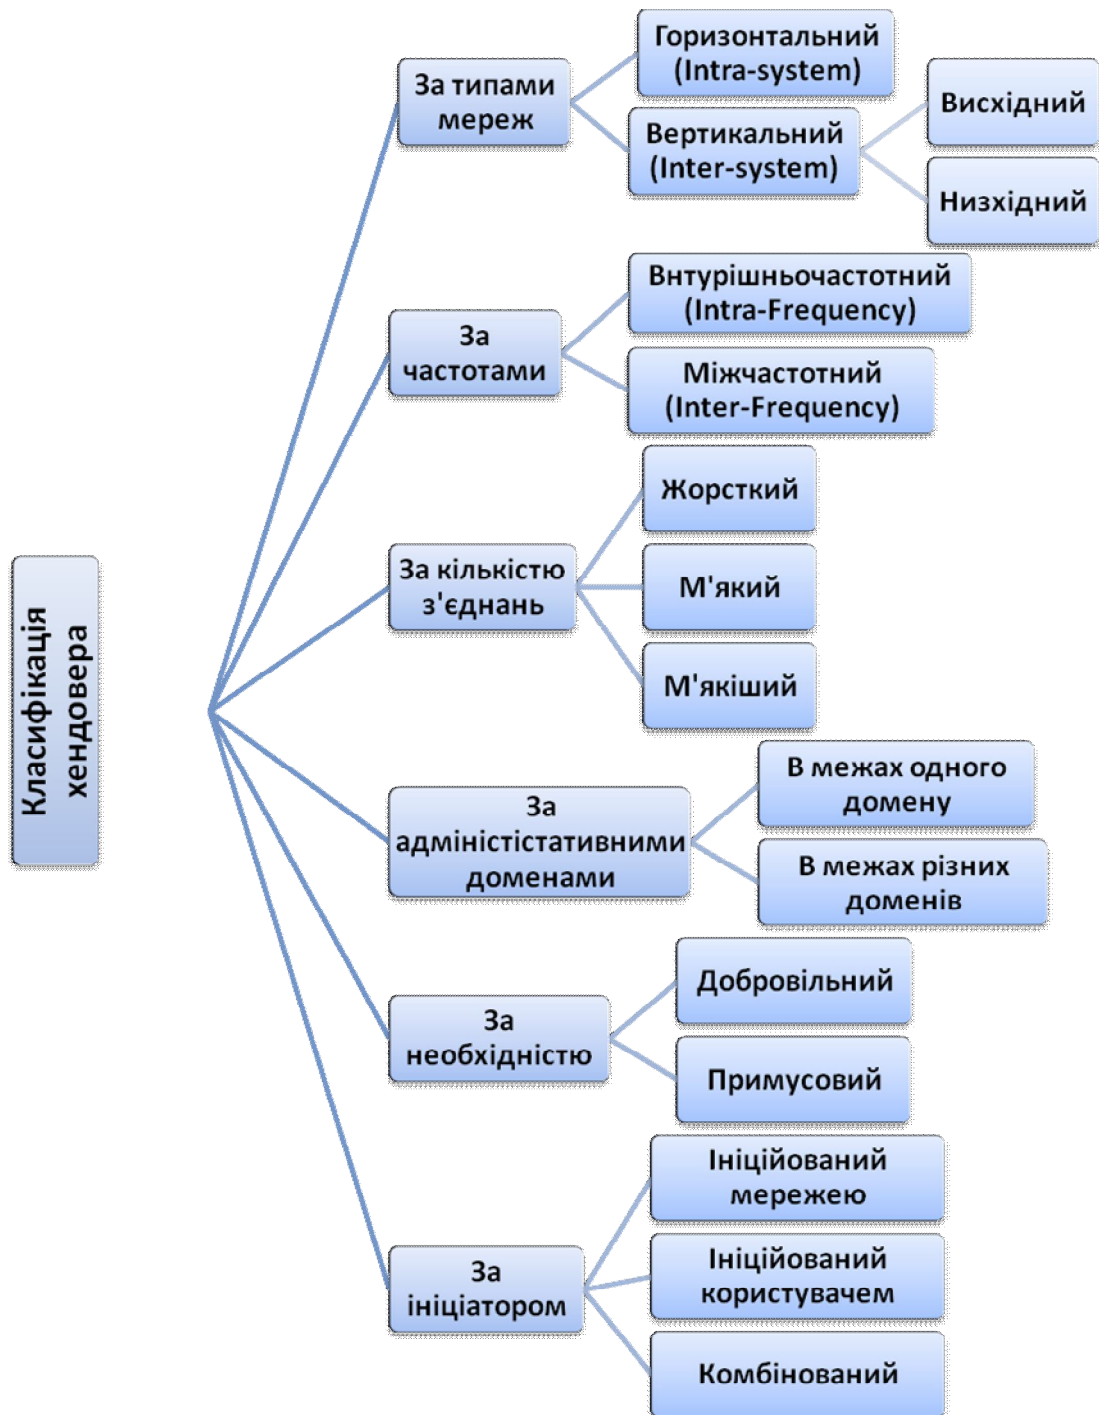 Класифікація
хендовера
За типами
мереж
Горизонтальний
(Intra-system)
Вертикальний
(Inter-system)
Висхідний
Низхідний
За
частотами
Внтурішньочастотний
(Intra-Frequency)
Міжчастотний
(Inter-Frequency)
За кількістю
з'єднань
Жорсткий
М'який
М'якіший
За
адміністістативними
доменами
В межах одного
домену
В межах різних
доменів
За
необхідністю
Добровільний
Примусовий
За
ініціатором
Ініційований
мережею
Ініційований
користувачем
Комбінований